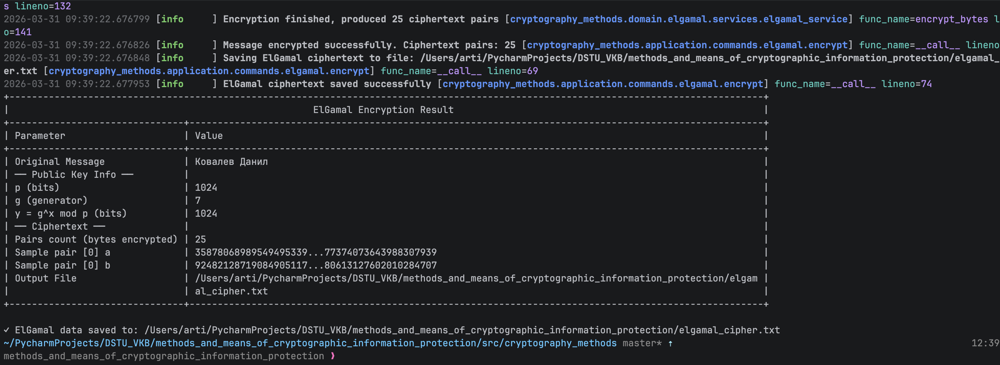 s lineno=132
2026-03-31 09:39:22.676799 [info     ] Encryption finished, produced 25 ciphertext pairs [cryptography_methods.domain.elgamal.services.elgamal_service] func_name=encrypt_bytes l
o=141
2026-03-31 09:39:22.676826 [info     ] Message encrypted successfully. Ciphertext pairs: 25 [cryptography_methods.application.commands.elgamal.encrypt] func_name=__call__ lineno
2026-03-31 09:39:22.676848 [info     ] Saving ElGamal ciphertext to file: /Users/arti/PycharmProjects/DSTU_VKB/methods_and_means_of_cryptographic_information_protection/elgamal_
er.txt [cryptography_methods.application.commands.elgamal.encrypt] func_name=__call__ lineno=69
2026-03-31 09:39:22.677953 [info     ] ElGamal ciphertext saved successfully [cryptography_methods.application.commands.elgamal.encrypt] func_name=__call__ lineno=74
ElGamal Encryption Result
| Parameter | Value |
| Original Message | Ковалев Данил |
| ── Public Key Info ── | |
| p (bits) | 1024 |
| g (generator) | 7 |
| y = g^x mod p (bits) | 1024 |
| ── Ciphertext ── | |
| Pairs count (bytes encrypted) | 25 |
| Sample pair [0] a | 35878068989549495339...77374073643988307939 |
| Sample pair [0] b | 92482128719084905117...80613127602010284707 |
| Output File | /Users/arti/PycharmProjects/DSTU_VKB/methods_and_means_of_cryptographic_information_protection/elgam |
| | al_cipher.txt |
✓ ElGamal data saved to: /Users/arti/PycharmProjects/DSTU_VKB/methods_and_means_of_cryptographic_information_protection/elgamal_cipher.txt
~/PycharmProjects/DSTU_VKB/methods_and_means_of_cryptographic_information_protection/src/cryptography_methods master* ⇡ 12:39
methods_and_means_of_cryptographic_information_protection ❯